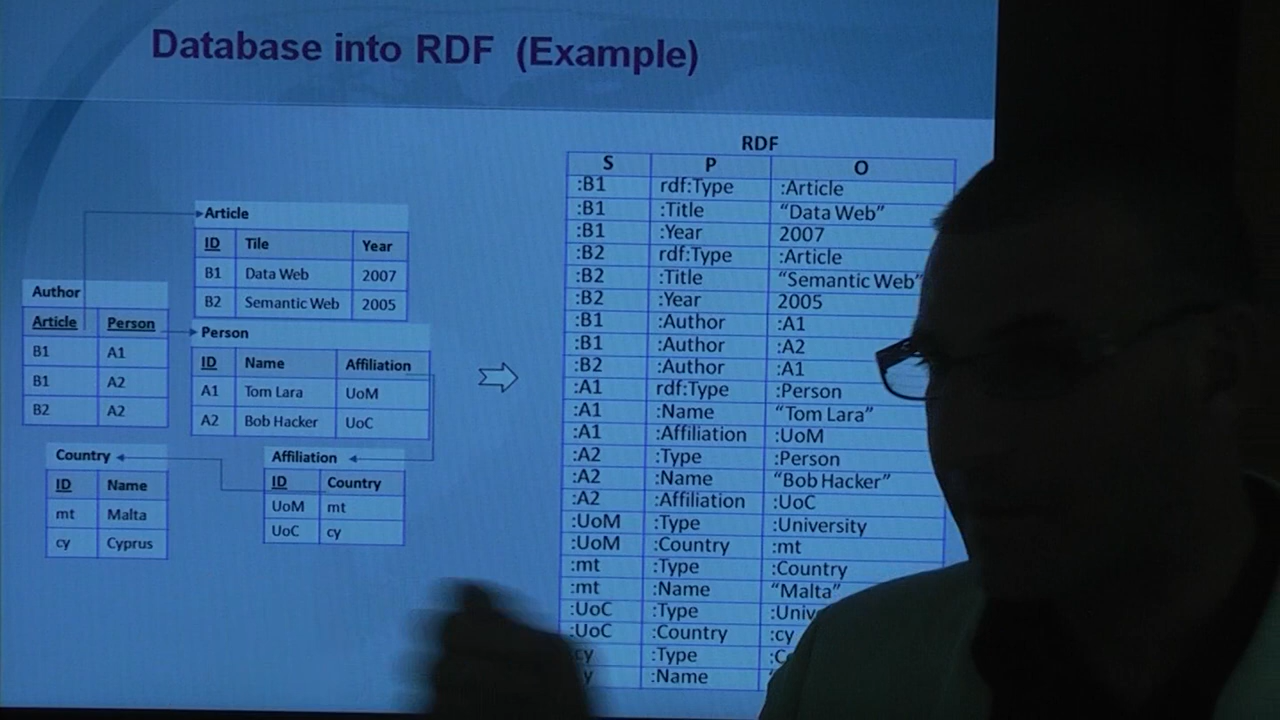 Database into RDF (Example)
Article
ID Tile Year
B1 Data Web 2007
B2 Semantic Web 2005
Author
Article Person
B1 A1
B1 A2
B2 A2
Person
ID Name Affiliation
A1 Tom Lara UoM
A2 Bob Hacker UoC
Country
ID Name
mt Malta
cy Cyprus
Affiliation
ID Country
UoM mt
UoC cy
RDF
S P O
:B1 rdf:Type :Article
:B1 :Title “Data Web”
:B1 :Year 2007
:B2 rdf:Type :Article
:B2 :Title “Semantic Web”
:B2 :Year 2005
:B1 :Author :A1
:B1 :Author :A2
:B2 :Author :A1
:A1 rdf:Type :Person
:A1 :Name “Tom Lara”
:A1 :Affiliation :UoM
:A2 :Type :Person
:A2 :Name “Bob Hacker”
:A2 :Affiliation :UoC
:UoM :Type :University
:UoM :Country :mt
:mt :Type :Country
:mt :Name “Malta”
:UoC :Type
:UoC :Country :cy
cy :Type
:Name